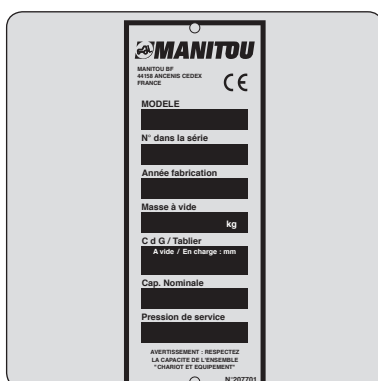 MANITOU
MANITOU BF
44158 ANCENIS CEDEX
FRANCE
CE
MODELE
N° dans la série
Année fabrication
Masse à vide
kg
C d G / Tablier
A vide / En charge : mm
Cap. Nominale
Pression de service
AVERTISSEMENT : RESPECTEZ
LA CAPACITE DE L'ENSEMBLE
"CHARIOT ET EQUIPEMENT"
N°207701